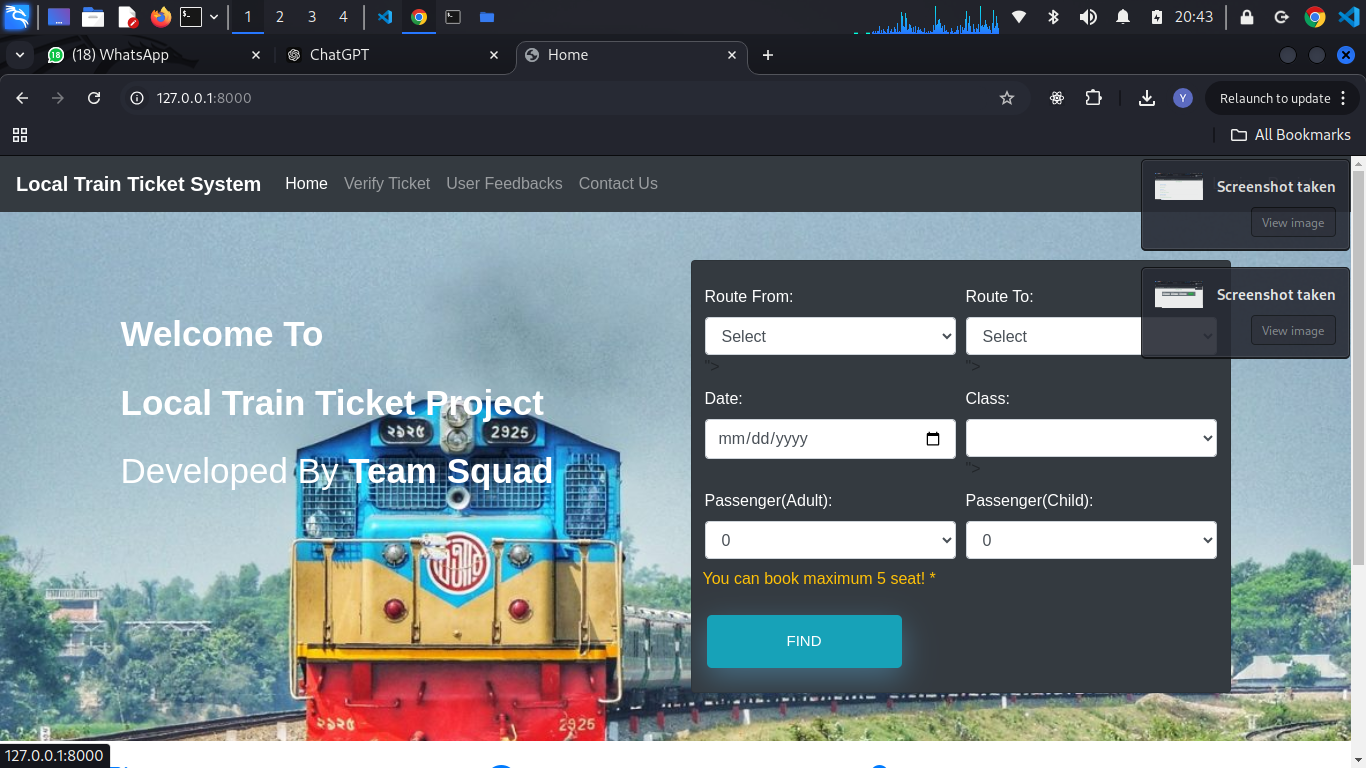 1 2 3 4 20:43
(18) WhatsApp ChatGPT Home
127.0.0.1:8000 Y Relaunch to update
All Bookmarks
Local Train Ticket System Home Verify Ticket User Feedbacks Contact Us
Screenshot taken
View image
Screenshot taken
View image
Welcome To
Local Train Ticket Project
Developed By Team Squad
২৯২৫ 2925
২৯২৫ 2925
Route From: Route To:
Select Select
"> ">
Date: Class:
mm/dd/yyyy
">
Passenger(Adult): Passenger(Child):
0 0
You can book maximum 5 seat! *
FIND
127.0.0.1:8000